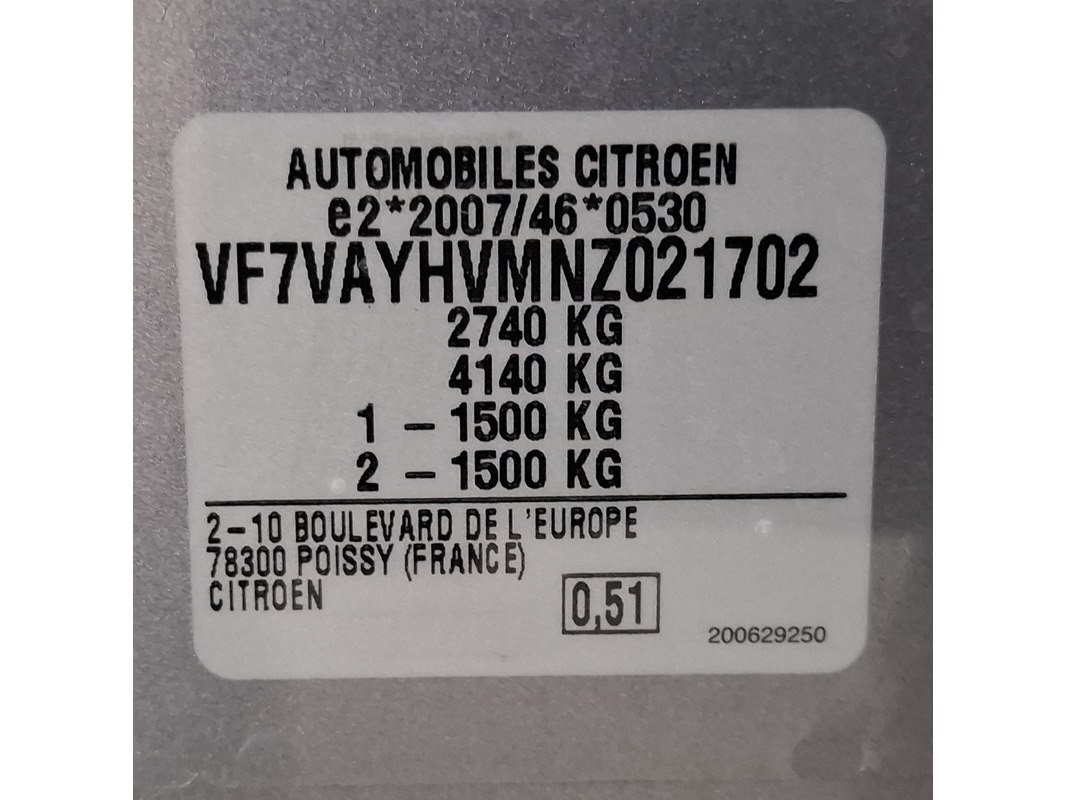 AUTOMOBILES CITROEN
e2*2007/46*0530
VF7VAYHVMNZ021702
2740 KG
4140 KG
1 – 1500 KG
2 – 1500 KG
2–10 BOULEVARD DE L'EUROPE
78300 POISSY (FRANCE)
CITROEN
0,51
200629250